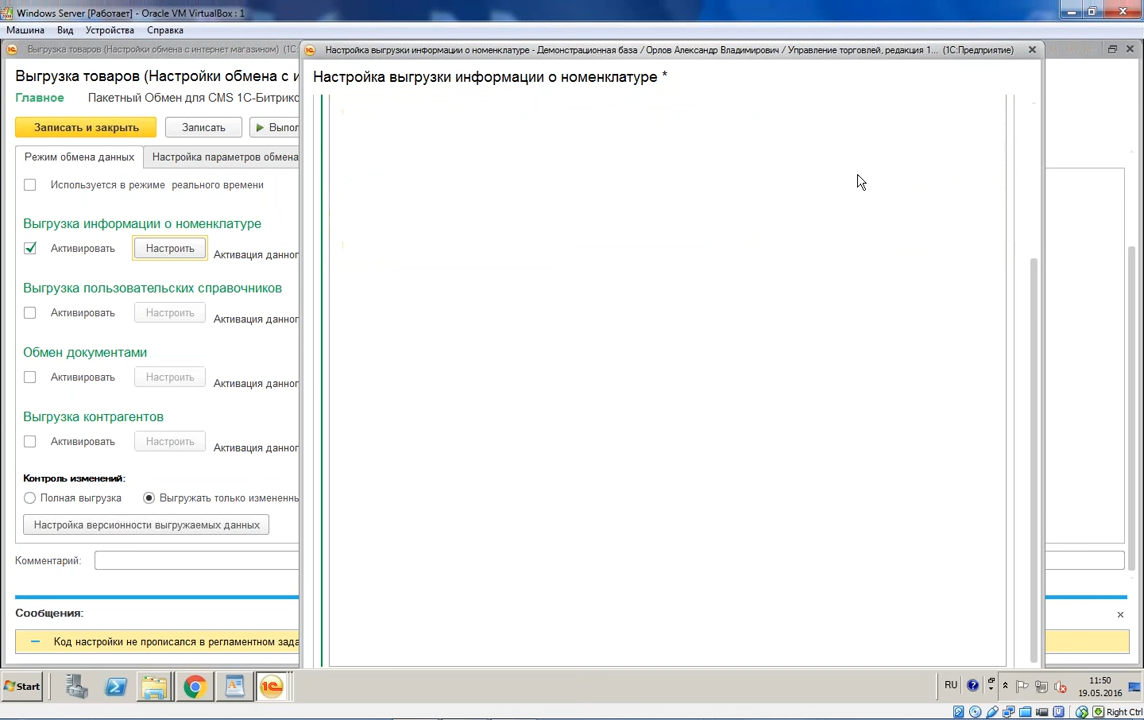 Windows Server [Работает] - Oracle VM VirtualBox : 1
Машина Вид Устройства Справка
Выгрузка товаров (Настройки обмена с интернет магазином) (1С
Настройка выгрузки информации о номенклатуре - Демонстрационная база / Орлов Александр Владимирович / Управление торговлей, редакция 1... (1С:Предприятие)
Выгрузка товаров (Настройки обмена с и
Настройка выгрузки информации о номенклатуре *
Главное Пакетный Обмен для CMS 1С-Битрикс
Записать и закрыть Записать Выпол
Режим обмена данных Настройка параметров обмена
Используется в режиме реального времени
Выгрузка информации о номенклатуре
Активировать Настроить Активация данног
Выгрузка пользовательских справочников
Активировать Настроить Активация данног
Обмен документами
Активировать Настроить Активация данног
Выгрузка контрагентов
Активировать Настроить Активация данног
Контроль изменений:
Полная выгрузка Выгружать только измененны
Настройка версионности выгружаемых данных
Комментарий:
Сообщения:
Код настройки не прописался в регламентном зада
Start RU 11:50
19.05.2016
Right Ctrl